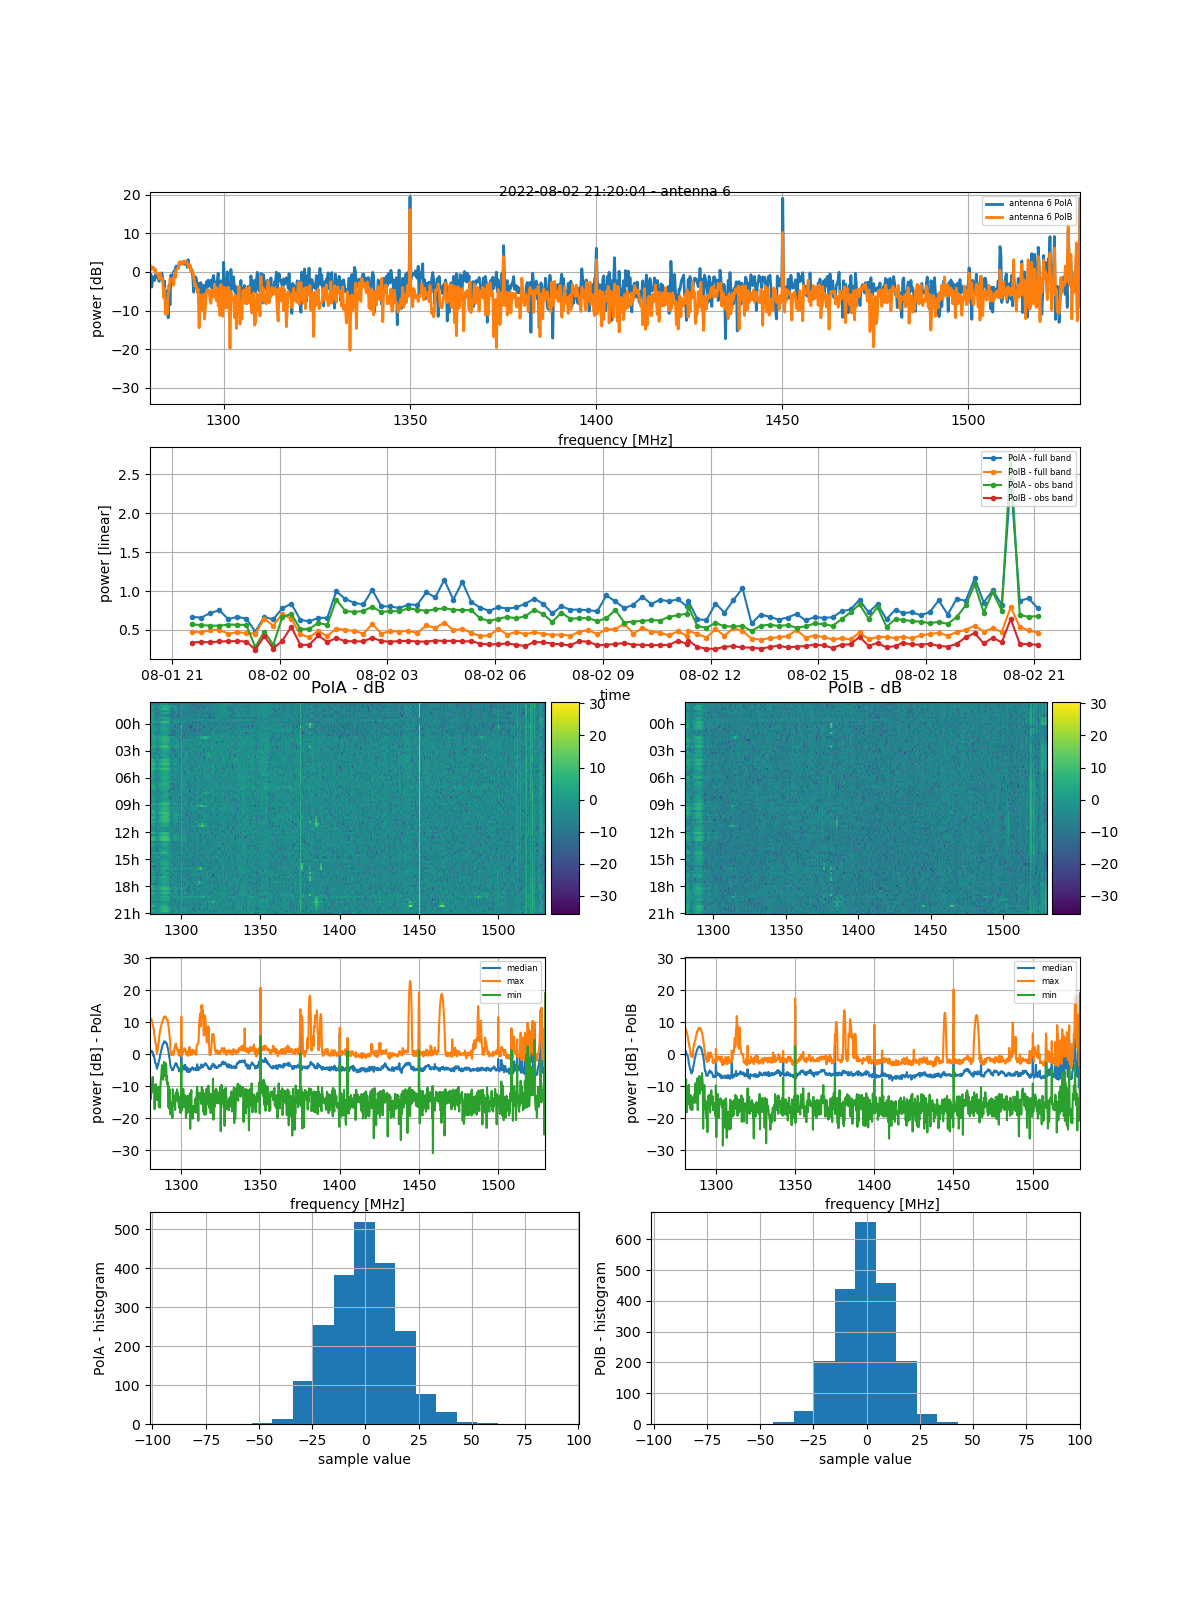 2022-08-02 21:20:04 - antenna 6
power [dB]
20
10
0
−10
−20
−30
antenna 6 PolA
antenna 6 PolB
1300 1350 1400 1450 1500
frequency [MHz]
power [linear]
2.5
2.0
1.5
1.0
0.5
PolA - full band
PolB - full band
PolA - obs band
PolB - obs band
08-01 21 08-02 00 08-02 03 08-02 06 08-02 09 08-02 12 08-02 15 08-02 18 08-02 21
time
PolA - dB
00h
03h
06h
09h
12h
15h
18h
21h
1300 1350 1400 1450 1500
30
20
10
0
−10
−20
−30
PolB - dB
00h
03h
06h
09h
12h
15h
18h
21h
1300 1350 1400 1450 1500
30
20
10
0
−10
−20
−30
power [dB] - PolA
30
20
10
0
−10
−20
−30
median
max
min
1300 1350 1400 1450 1500
frequency [MHz]
power [dB] - PolB
30
20
10
0
−10
−20
−30
median
max
min
1300 1350 1400 1450 1500
frequency [MHz]
PolA - histogram
500
400
300
200
100
0
−100 −75 −50 −25 0 25 50 75 100
sample value
PolB - histogram
600
500
400
300
200
100
0
−100 −75 −50 −25 0 25 50 75 100
sample value